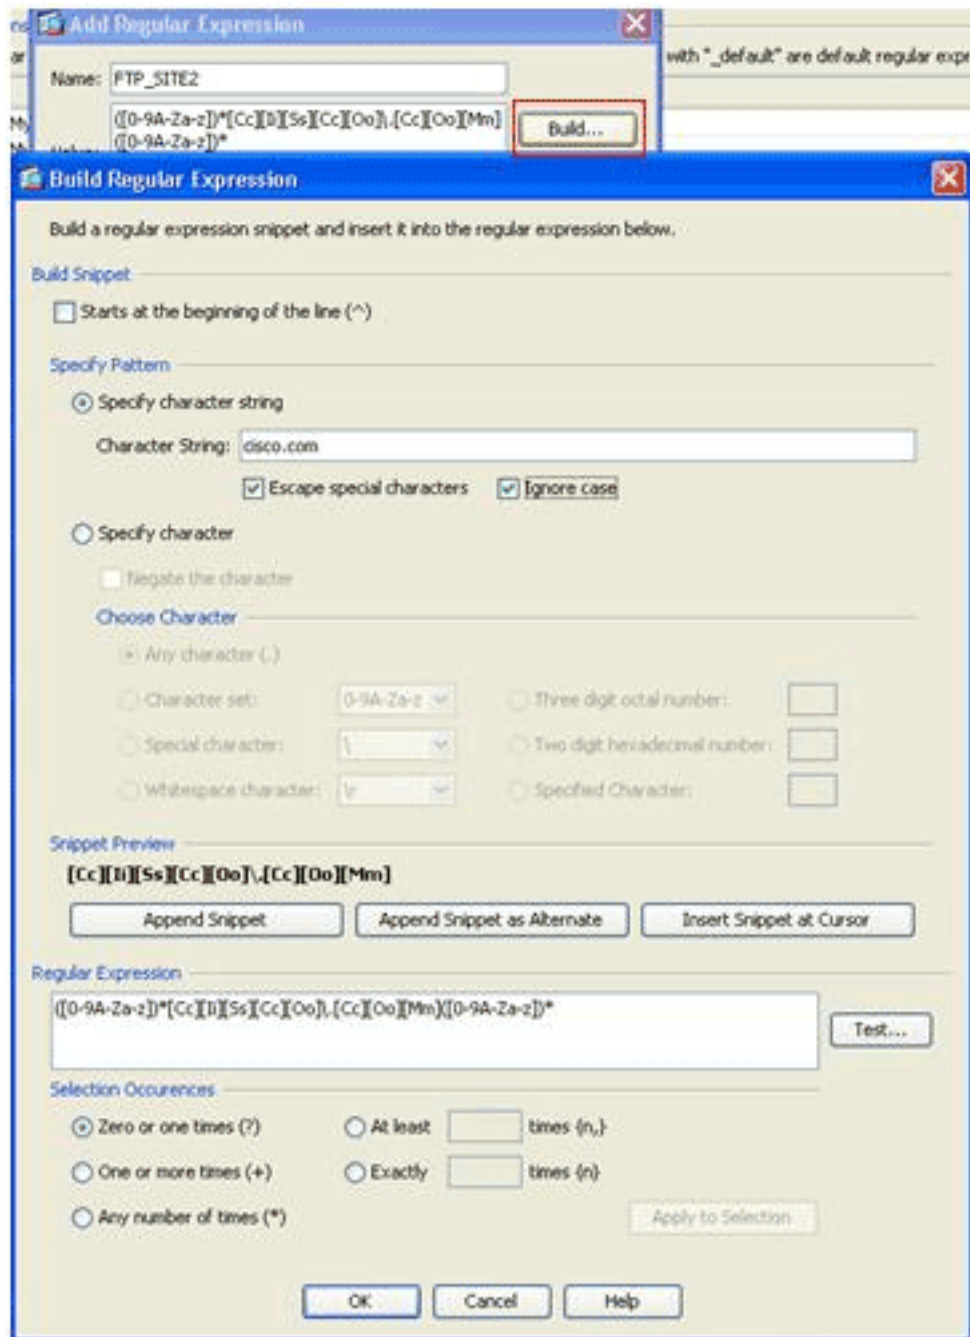 Add Regular Expression
with "_default" are default regular expr
Name: FTP_SITE2
([0-9A-Za-z])*[Cc][Ii][Ss][Cc][Oo]\.[Cc][Oo][Mm]
([0-9A-Za-z])*
Build...
Build Regular Expression
Build a regular expression snippet and insert it into the regular expression below.
Build Snippet
Starts at the beginning of the line (^)
Specify Pattern
Specify character string
Character String: cisco.com
Escape special characters Ignore case
Specify character
Negate the character
Choose Character
Any character (.)
Character set: 0-9A-Za-z Three digit octal number:
Special character: \ Two digit hexadecimal number:
Whitespace character: \r Specified Character:
Snippet Preview
[Cc][Ii][Ss][Cc][Oo]\.[Cc][Oo][Mm]
Append Snippet Append Snippet as Alternate Insert Snippet at Cursor
Regular Expression
([0-9A-Za-z])*[Cc][Ii][Ss][Cc][Oo]\.[Cc][Oo][Mm]([0-9A-Za-z])*
Test...
Selection Occurences
Zero or one times (?) At least times {n,}
One or more times (+) Exactly times {n}
Any number of times (*) Apply to Selection
OK Cancel Help